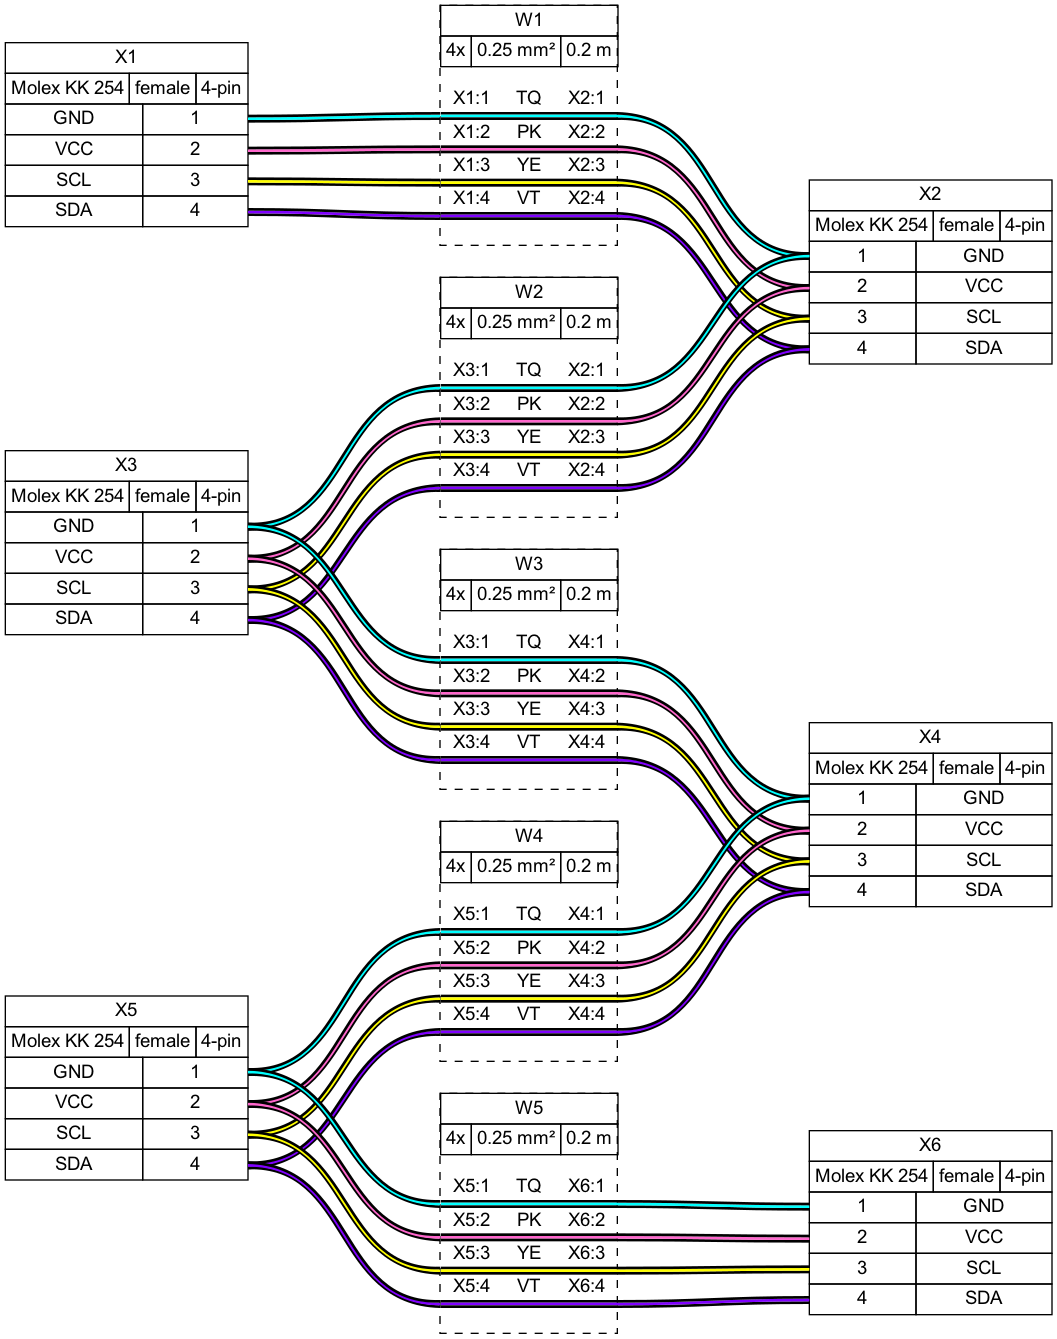 X1
Molex KK 254 female 4-pin
GND 1
VCC 2
SCL 3
SDA 4
W1
4x 0.25 mm² 0.2 m
X1:1 TQ X2:1
X1:2 PK X2:2
X1:3 YE X2:3
X1:4 VT X2:4
X2
Molex KK 254 female 4-pin
1 GND
2 VCC
3 SCL
4 SDA
W2
4x 0.25 mm² 0.2 m
X3:1 TQ X2:1
X3:2 PK X2:2
X3:3 YE X2:3
X3:4 VT X2:4
X3
Molex KK 254 female 4-pin
GND 1
VCC 2
SCL 3
SDA 4
W3
4x 0.25 mm² 0.2 m
X3:1 TQ X4:1
X3:2 PK X4:2
X3:3 YE X4:3
X3:4 VT X4:4
X4
Molex KK 254 female 4-pin
1 GND
2 VCC
3 SCL
4 SDA
W4
4x 0.25 mm² 0.2 m
X5:1 TQ X4:1
X5:2 PK X4:2
X5:3 YE X4:3
X5:4 VT X4:4
X5
Molex KK 254 female 4-pin
GND 1
VCC 2
SCL 3
SDA 4
W5
4x 0.25 mm² 0.2 m
X5:1 TQ X6:1
X5:2 PK X6:2
X5:3 YE X6:3
X5:4 VT X6:4
X6
Molex KK 254 female 4-pin
1 GND
2 VCC
3 SCL
4 SDA